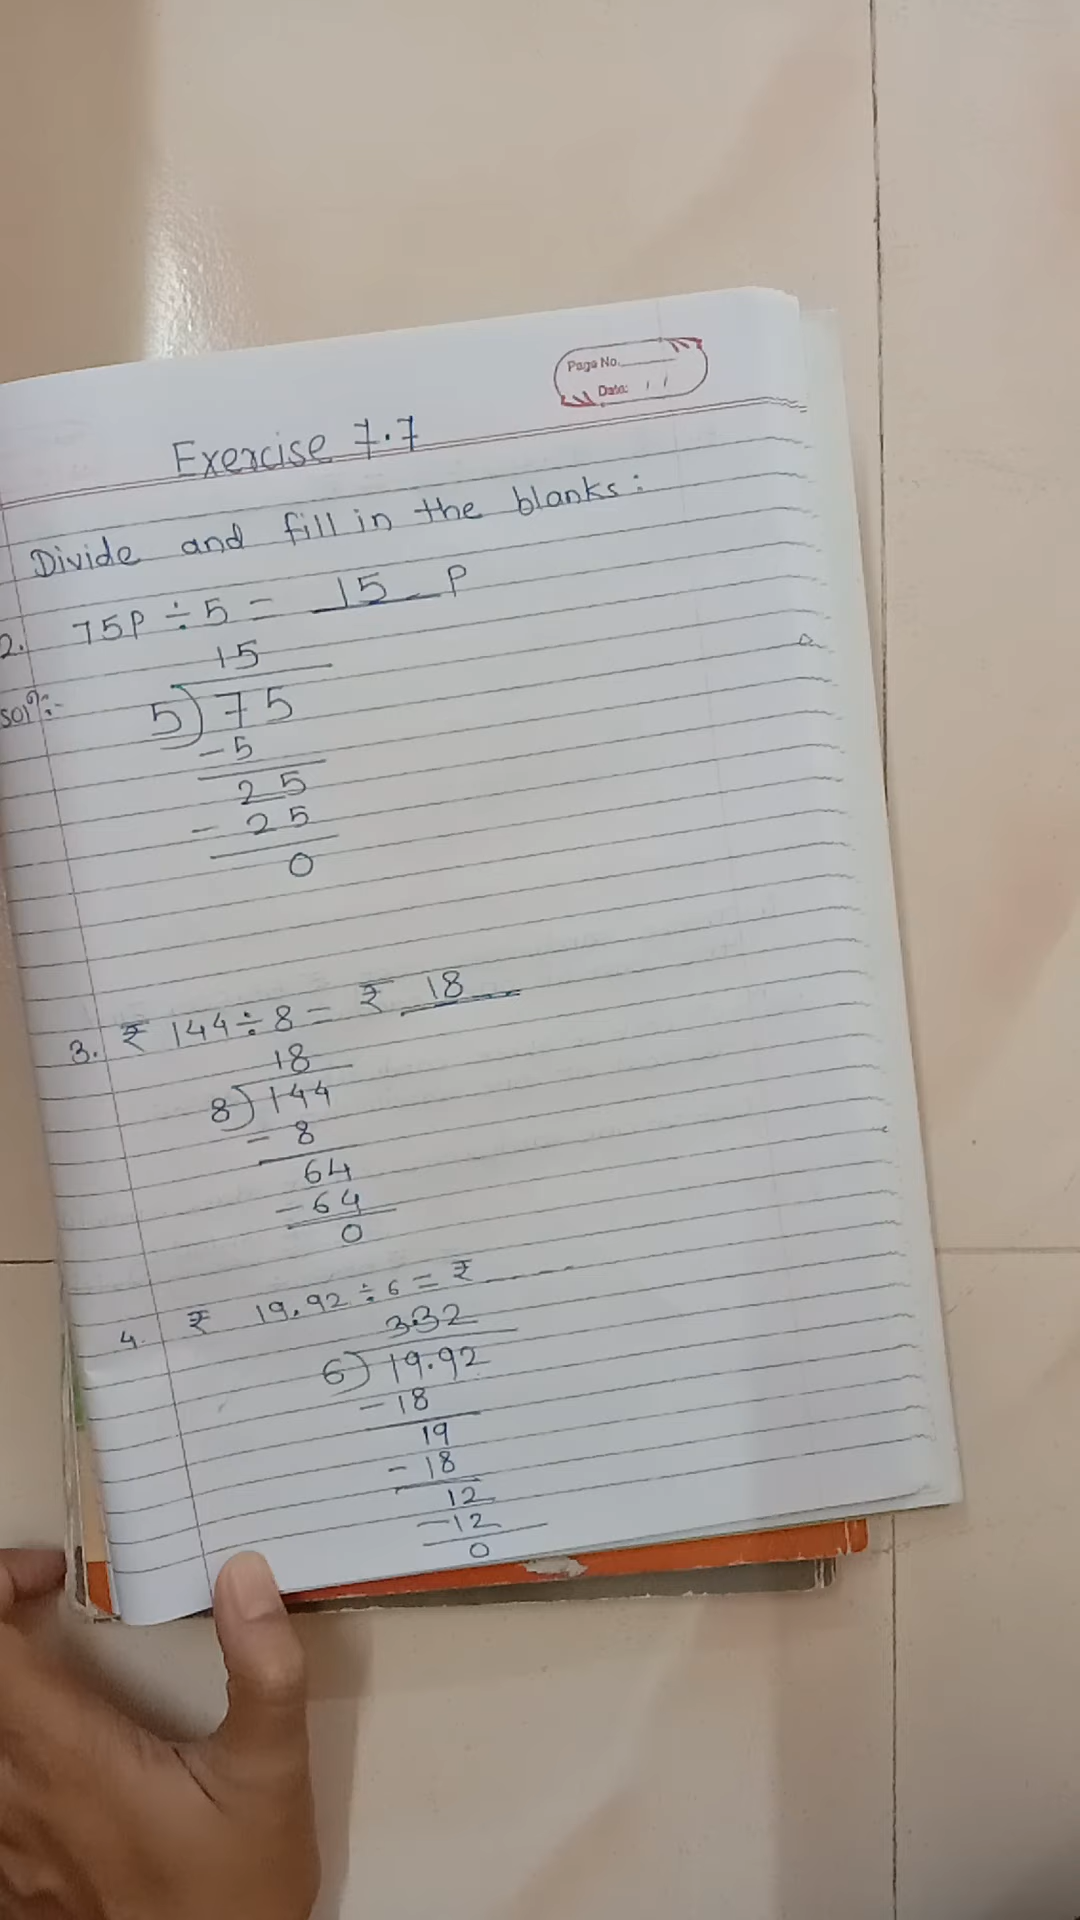 Page No.
Date: / /
Exercise 7.7
Divide and fill in the blanks:
2. 75P ÷ 5 = 15 P
Solⁿ:-
15
5) 75
- 5
25
- 25
0
3. ₹ 144 ÷ 8 = ₹ 18
18
8) 144
- 8
64
- 64
0
4. ₹ 19.92 ÷ 6 = ₹
3.32
6) 19.92
- 18
19
- 18
12
- 12
0